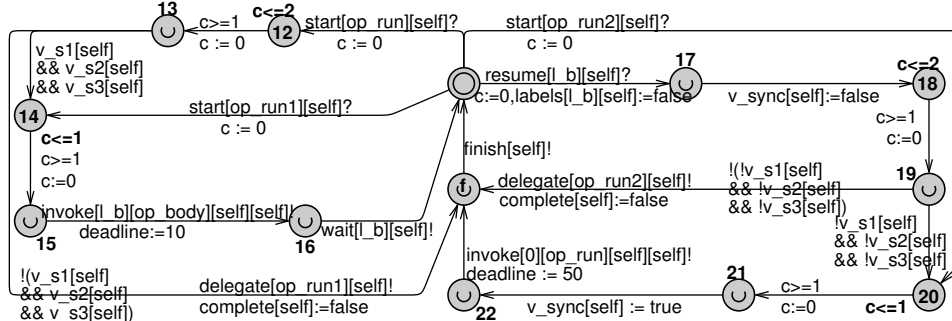 13
c<=2
12
c>=1
c := 0
start[op_run][self]?
c := 0
start[op_run2][self]?
c := 0
v_s1[self]
&& v_s2[self]
&& v_s3[self]
14
c<=1
c>=1
c:=0
start[op_run1][self]?
c := 0
resume[l_b][self]?
c:=0,labels[l_b][self]:=false
17
v_sync[self]:=false
c<=2
18
c>=1
c:=0
finish[self]!
f
delegate[op_run2][self]!
complete[self]:=false
!(!v_s1[self]
&& !v_s2[self]
&& !v_s3[self])
19
invoke[l_b][op_body][self][self]!
deadline:=10
15
16
wait[l_b][self]!
!v_s1[self]
&& !v_s2[self]
&& !v_s3[self]
!(v_s1[self]
&& v_s2[self]
&& v_s3[self])
delegate[op_run1][self]!
complete[self]:=false
invoke[0][op_run][self][self]!
deadline := 50
22
v_sync[self] := true
21
c>=1
c:=0
c<=1
20